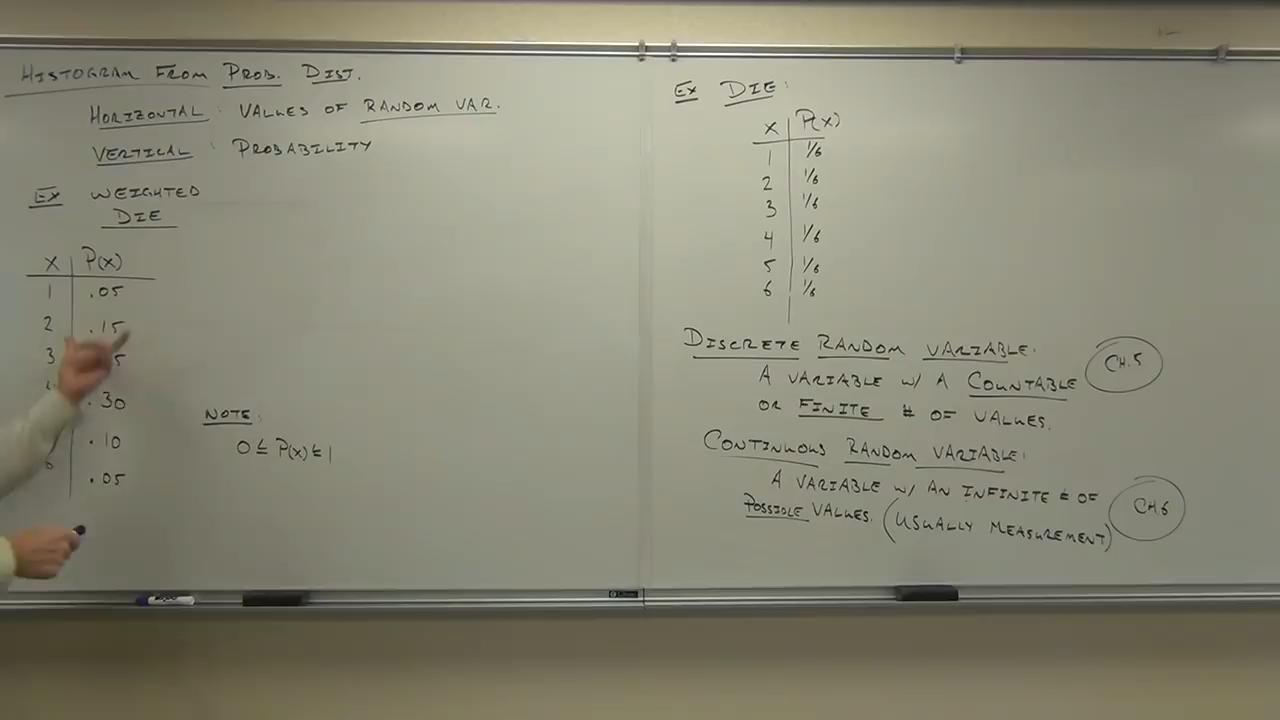 HISTOGRAM FROM PROB. DIST.
HORIZONTAL: VALUES OF RANDOM VAR.
VERTICAL: PROBABILITY
EX WEIGHTED
DIE
X P(X)
1 .05
2 .15
3 5
.30
.10
6 .05
NOTE:
0 ≤ P(X) ≤ 1
EX DIE:
X P(X)
1 1/6
2 1/6
3 1/6
4 1/6
5 1/6
6 1/6
DISCRETE RANDOM VARIABLE:
A VARIABLE W/ A COUNTABLE
OR FINITE # OF VALUES.
CH.5
CONTINUOUS RANDOM VARIABLE:
A VARIABLE W/ AN INFINITE # OF
POSSIBLE VALUES. (USUALLY MEASUREMENT)
CH6